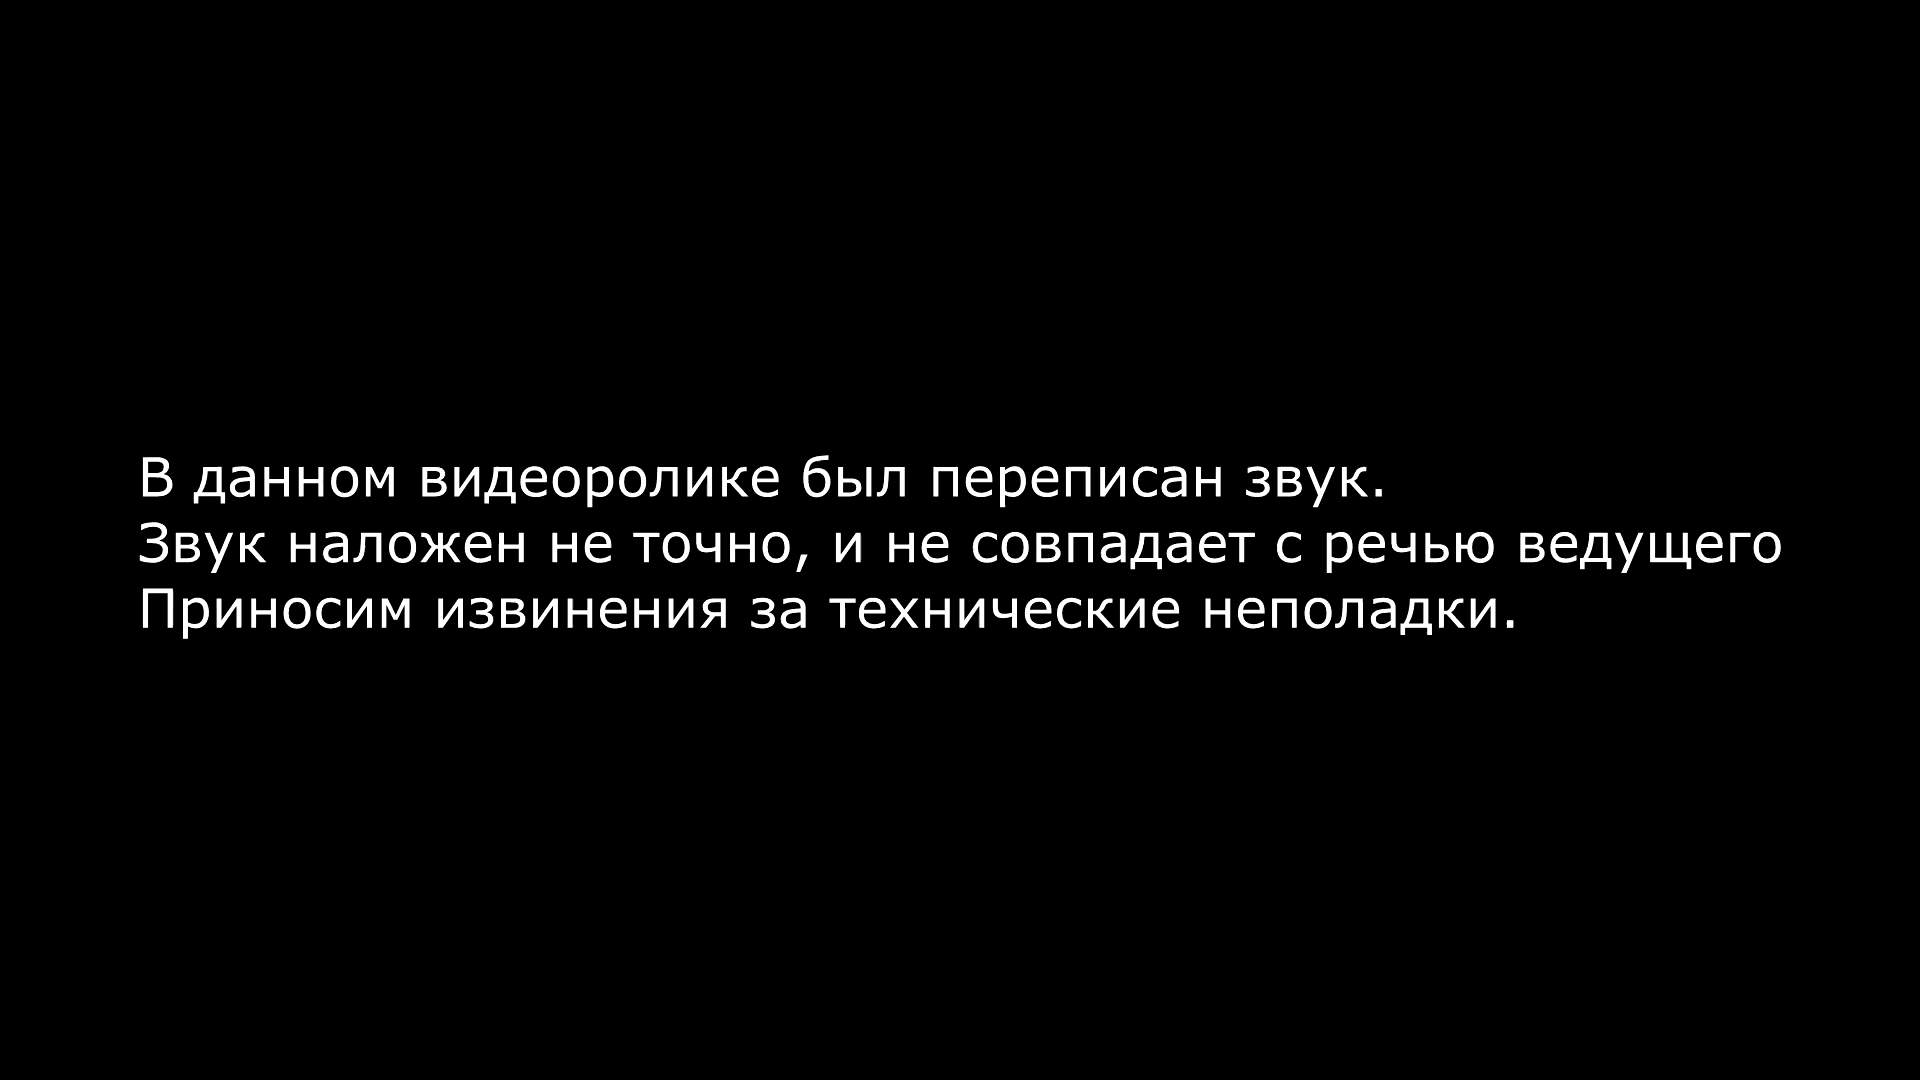 В данном видеоролике был переписан звук.
Звук наложен не точно, и не совпадает с речью ведущего
Приносим извинения за технические неполадки.